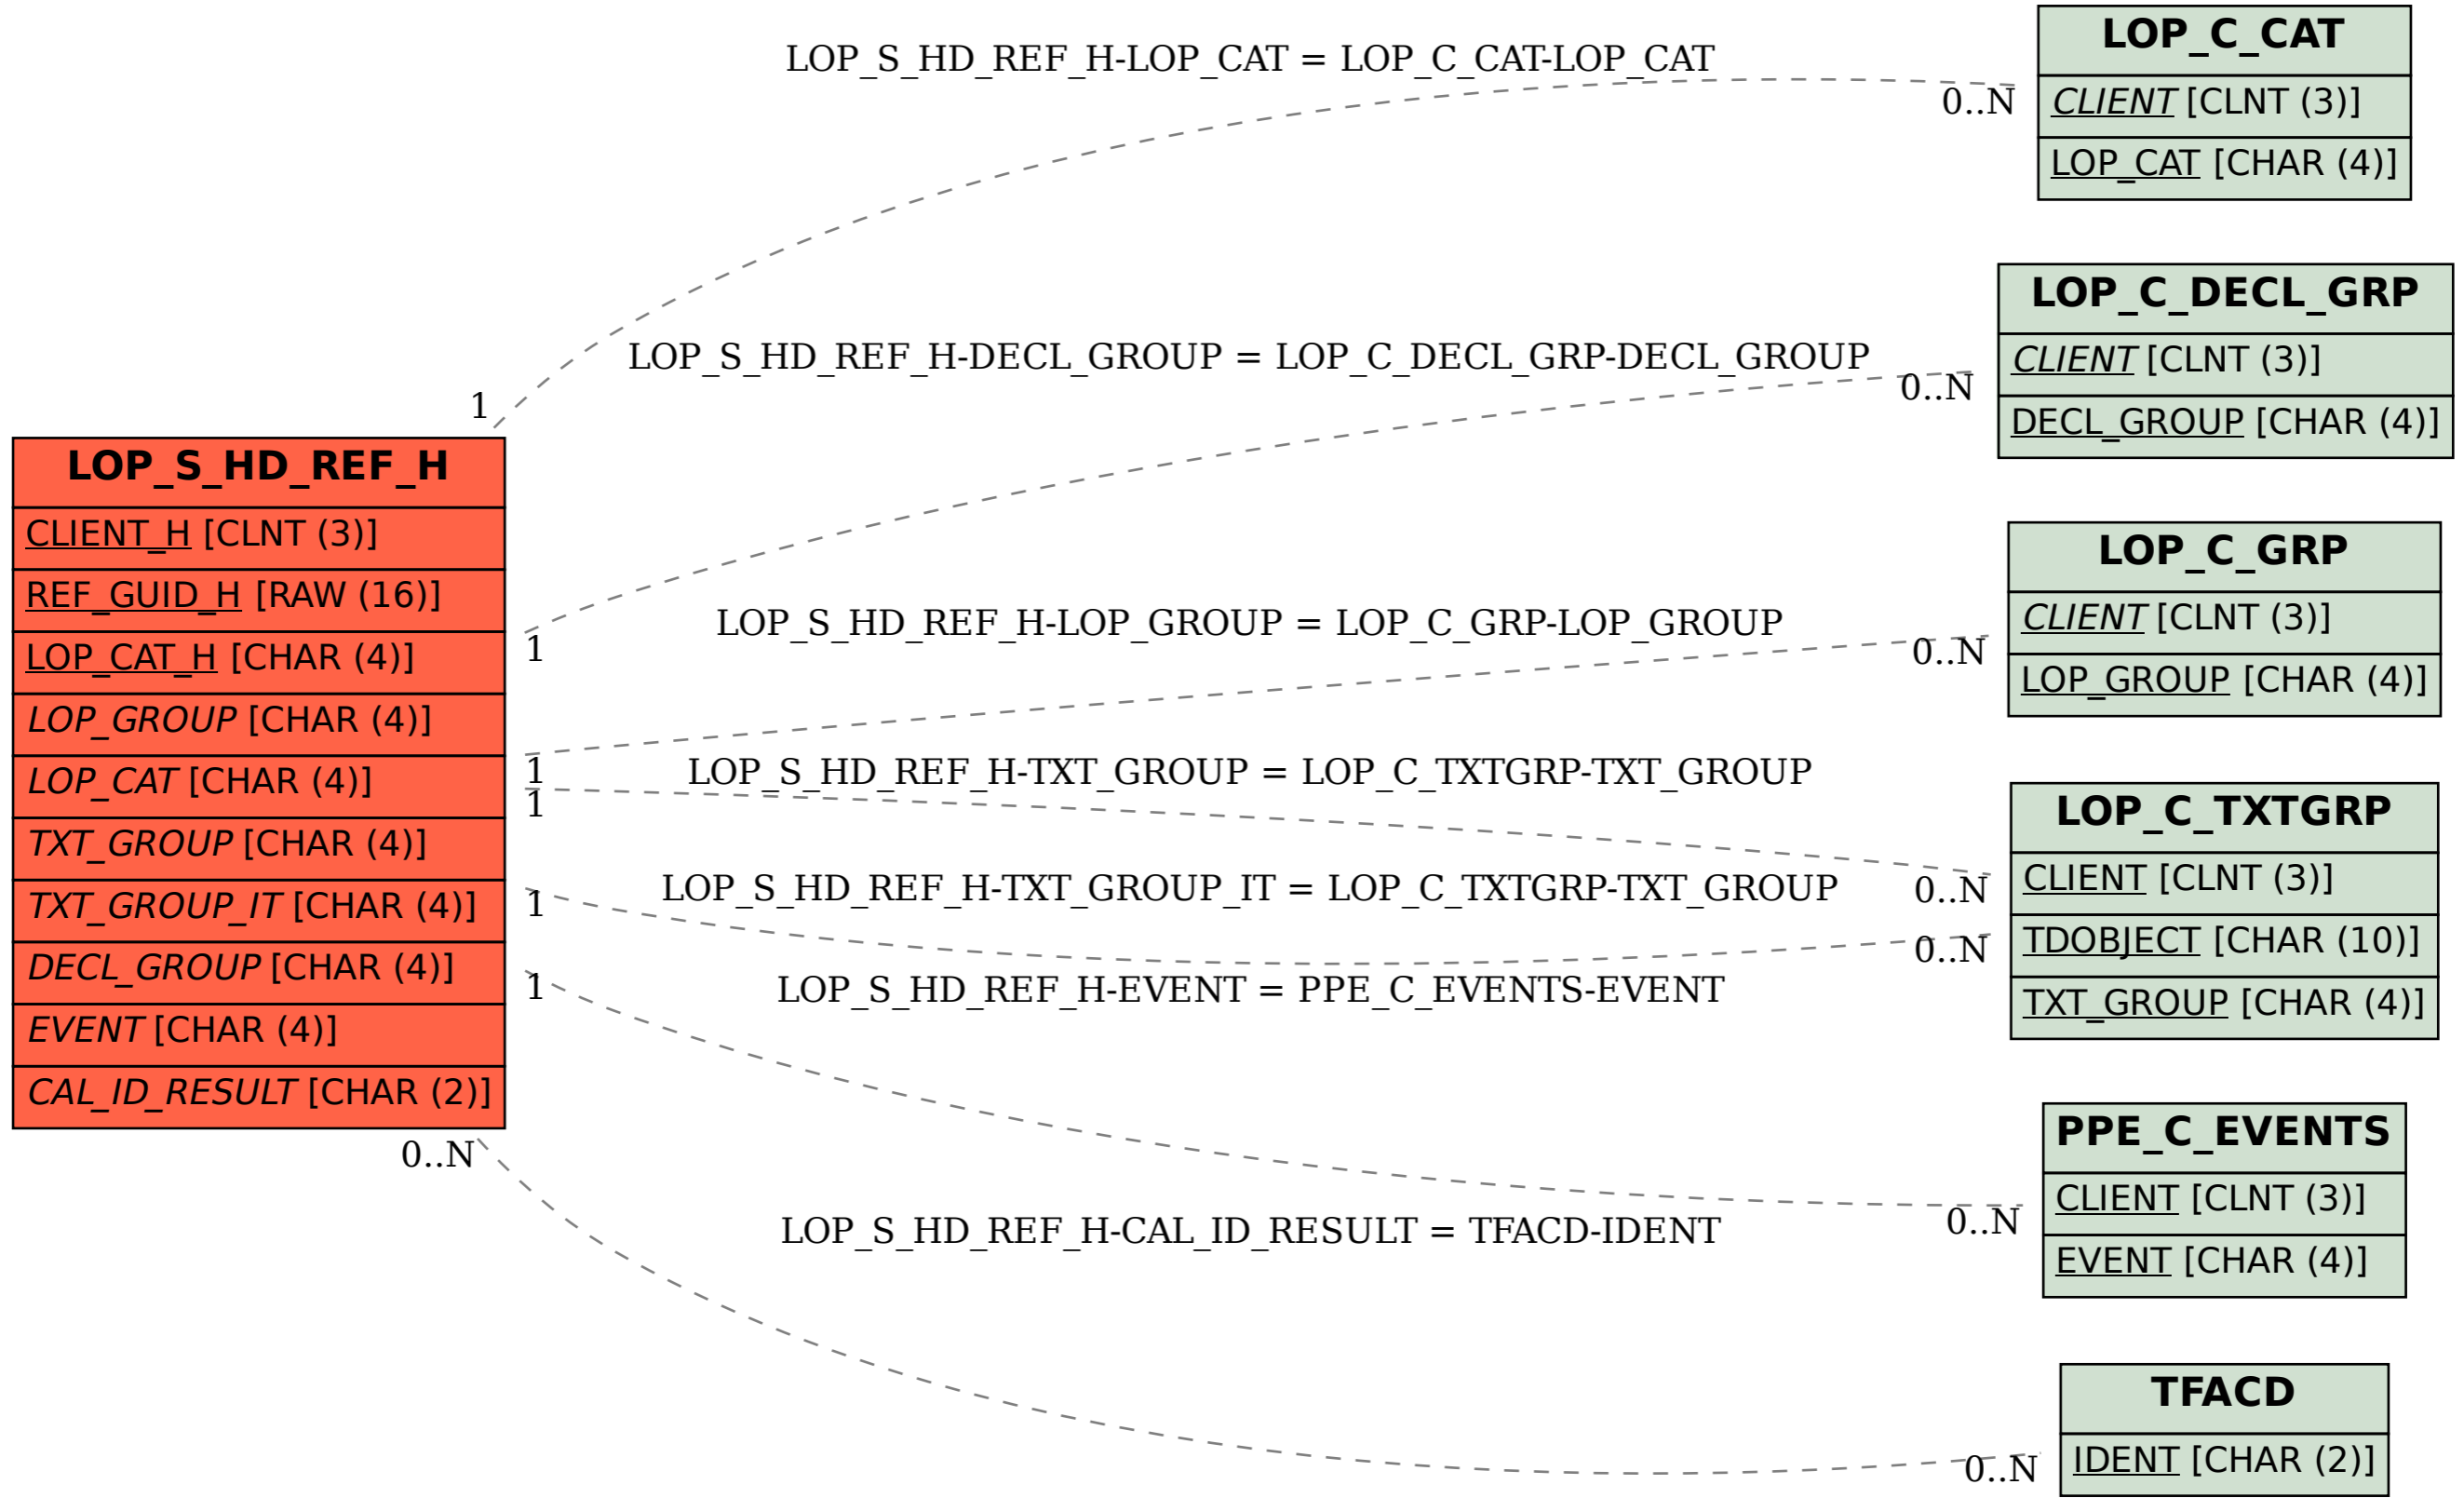 LOP_S_HD_REF_H
CLIENT_H [CLNT (3)]
REF_GUID_H [RAW (16)]
LOP_CAT_H [CHAR (4)]
LOP_GROUP [CHAR (4)]
LOP_CAT [CHAR (4)]
TXT_GROUP [CHAR (4)]
TXT_GROUP_IT [CHAR (4)]
DECL_GROUP [CHAR (4)]
EVENT [CHAR (4)]
CAL_ID_RESULT [CHAR (2)]
LOP_S_HD_REF_H-LOP_CAT = LOP_C_CAT-LOP_CAT
1
0..N
LOP_S_HD_REF_H-DECL_GROUP = LOP_C_DECL_GRP-DECL_GROUP
1
0..N
LOP_S_HD_REF_H-LOP_GROUP = LOP_C_GRP-LOP_GROUP
1
0..N
LOP_S_HD_REF_H-TXT_GROUP = LOP_C_TXTGRP-TXT_GROUP
1
0..N
LOP_S_HD_REF_H-TXT_GROUP_IT = LOP_C_TXTGRP-TXT_GROUP
1
0..N
LOP_S_HD_REF_H-EVENT = PPE_C_EVENTS-EVENT
1
0..N
LOP_S_HD_REF_H-CAL_ID_RESULT = TFACD-IDENT
0..N
0..N
LOP_C_CAT
CLIENT [CLNT (3)]
LOP_CAT [CHAR (4)]
LOP_C_DECL_GRP
CLIENT [CLNT (3)]
DECL_GROUP [CHAR (4)]
LOP_C_GRP
CLIENT [CLNT (3)]
LOP_GROUP [CHAR (4)]
LOP_C_TXTGRP
CLIENT [CLNT (3)]
TDOBJECT [CHAR (10)]
TXT_GROUP [CHAR (4)]
PPE_C_EVENTS
CLIENT [CLNT (3)]
EVENT [CHAR (4)]
TFACD
IDENT [CHAR (2)]